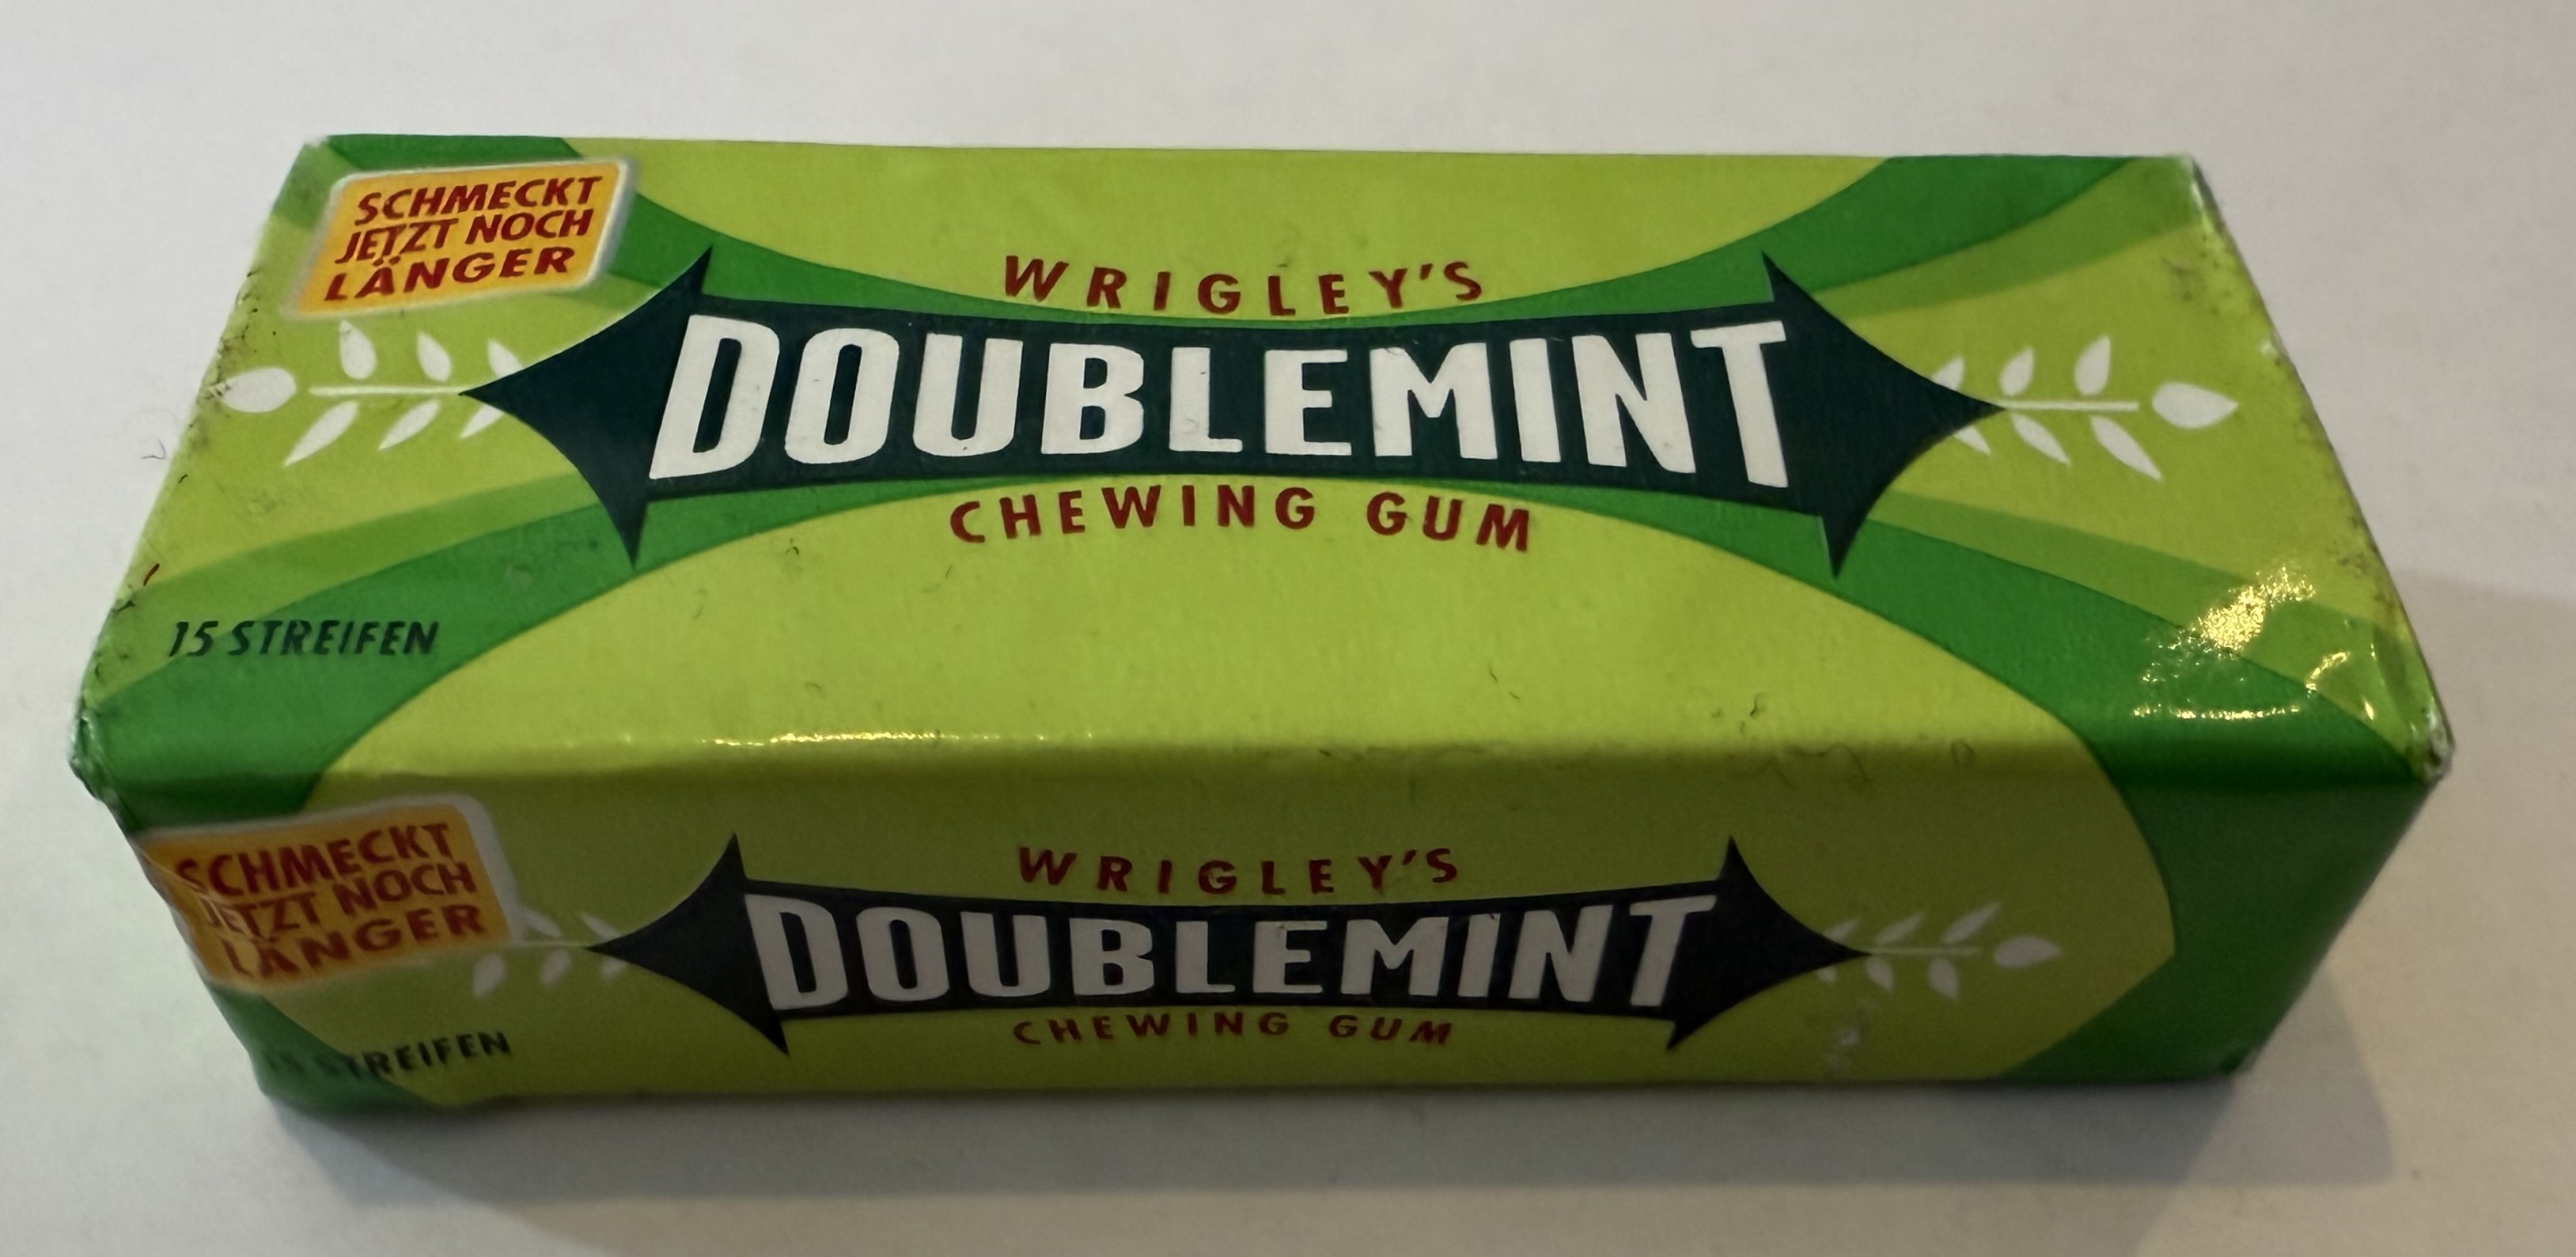 SCHMECKT
JETZT NOCH
LÄNGER
WRIGLEY'S
DOUBLEMINT
CHEWING GUM
15 STREIFEN
SCHMECKT
JETZT NOCH
LÄNGER
WRIGLEY'S
DOUBLEMINT
CHEWING GUM
15 STREIFEN